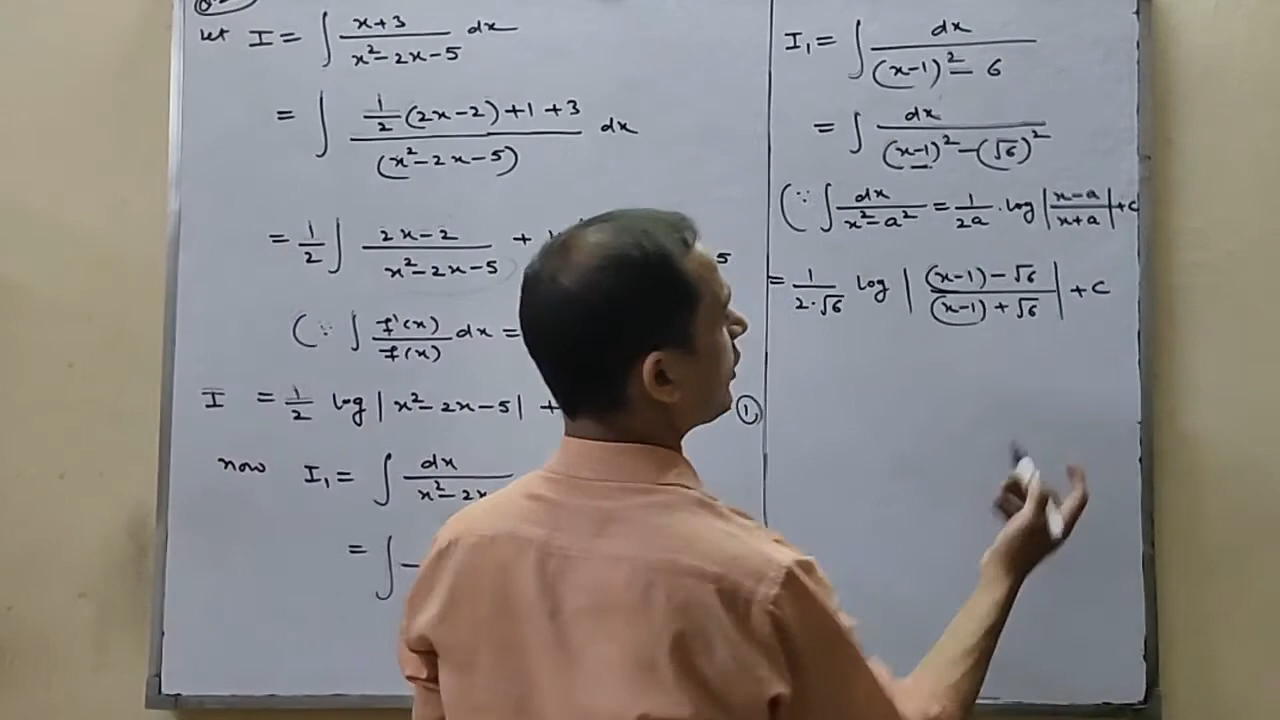 Let I = ∫ x+3 / x²-2x-5 dx
= ∫ 1/2 (2x-2)+1+3 / (x²-2x-5) dx
= 1/2 ∫ 2x-2 / x²-2x-5 +
5
(∵ ∫ f'(x) / f(x) dx =
I = 1/2 log | x²-2x-5 | +
①
now I₁ = ∫ dx / x²-2x
= ∫
I₁ = ∫ dx / (x-1)² - 6
= ∫ dx / (x-1)² - (√6)²
(∵ ∫ dx / x²-a² = 1/2a . log | x-a / x+a | + c
= 1 / 2·√6 log | (x-1)-√6 / (x-1)+√6 | + c